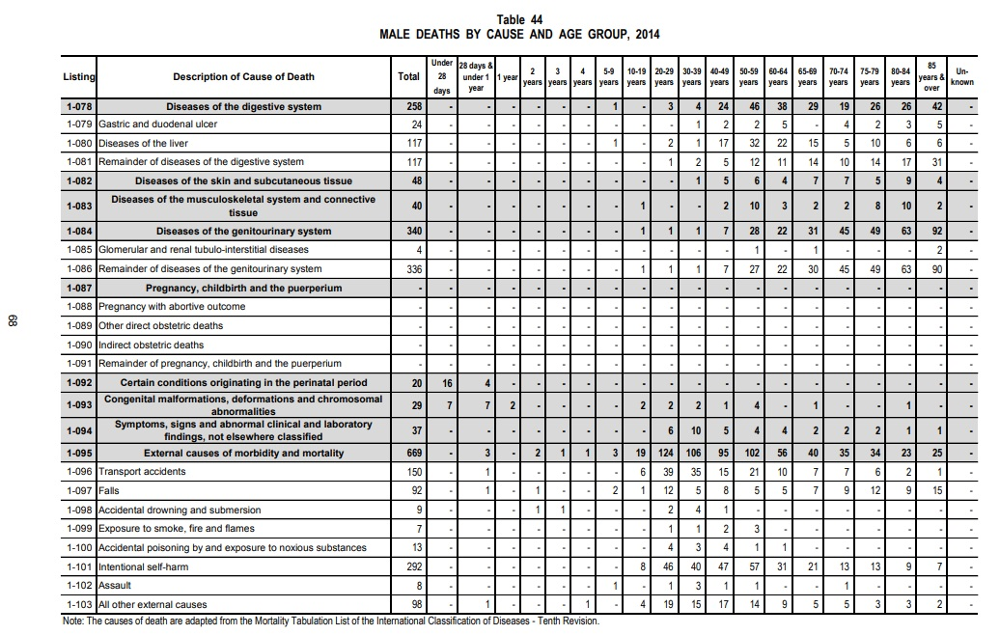 Table 44
MALE DEATHS BY CAUSE AND AGE GROUP, 2014
Listing Description of Cause of Death Total Under 28 days 28 days & under 1 year 1 year 2 years 3 years 4 years 5-9 years 10-19 years 20-29 years 30-39 years 40-49 years 50-59 years 60-64 years 65-69 years 70-74 years 75-79 years 80-84 years 85 years & over Un-known
1-078 Diseases of the digestive system 258 - - - - - - 1 - 3 4 24 46 38 29 19 26 26 42 -
1-079 Gastric and duodenal ulcer 24 - - - - - - - - - 1 2 2 5 - 4 2 3 5 -
1-080 Diseases of the liver 117 - - - - - - 1 - 2 1 17 32 22 15 5 10 6 6 -
1-081 Remainder of diseases of the digestive system 117 - - - - - - - - 1 2 5 12 11 14 10 14 17 31 -
1-082 Diseases of the skin and subcutaneous tissue 48 - - - - - - - - - 1 5 6 4 7 7 5 9 4 -
1-083 Diseases of the musculoskeletal system and connective tissue 40 - - - - - - - 1 - - 2 10 3 2 2 8 10 2 -
1-084 Diseases of the genitourinary system 340 - - - - - - - 1 1 1 7 28 22 31 45 49 63 92 -
1-085 Glomerular and renal tubulo-interstitial diseases 4 - - - - - - - - - - - 1 - 1 - - - 2 -
1-086 Remainder of diseases of the genitourinary system 336 - - - - - - - 1 1 1 7 27 22 30 45 49 63 90 -
1-087 Pregnancy, childbirth and the puerperium - - - - - - - - - - - - - - - - - - - -
1-088 Pregnancy with abortive outcome - - - - - - - - - - - - - - - - - - - -
1-089 Other direct obstetric deaths - - - - - - - - - - - - - - - - - - - -
1-090 Indirect obstetric deaths - - - - - - - - - - - - - - - - - - - -
1-091 Remainder of pregnancy, childbirth and the puerperium - - - - - - - - - - - - - - - - - - - -
1-092 Certain conditions originating in the perinatal period 20 16 4 - - - - - - - - - - - - - - - - -
1-093 Congenital malformations, deformations and chromosomal abnormalities 29 7 7 2 - - - - 2 2 2 1 4 - 1 - - 1 - -
1-094 Symptoms, signs and abnormal clinical and laboratory findings, not elsewhere classified 37 - - - - - - - - 6 10 5 4 4 2 2 2 1 1 -
1-095 External causes of morbidity and mortality 669 - 3 - 2 1 1 3 19 124 106 95 102 56 40 35 34 23 25 -
1-096 Transport accidents 150 - 1 - - - - - 6 39 35 15 21 10 7 7 6 2 1 -
1-097 Falls 92 - 1 - 1 - - 2 1 12 5 8 5 5 7 9 12 9 15 -
1-098 Accidental drowning and submersion 9 - - - 1 1 - - - 2 4 1 - - - - - - - -
1-099 Exposure to smoke, fire and flames 7 - - - - - - - - 1 1 2 3 - - - - - - -
1-100 Accidental poisoning by and exposure to noxious substances 13 - - - - - - - - 4 3 4 1 1 - - - - - -
1-101 Intentional self-harm 292 - - - - - - - 8 46 40 47 57 31 21 13 13 9 7 -
1-102 Assault 8 - - - - - - 1 - 1 3 1 1 - - 1 - - - -
1-103 All other external causes 98 - 1 - - - 1 - 4 19 15 17 14 9 5 5 3 3 2 -
Note: The causes of death are adapted from the Mortality Tabulation List of the International Classification of Diseases - Tenth Revision.
68